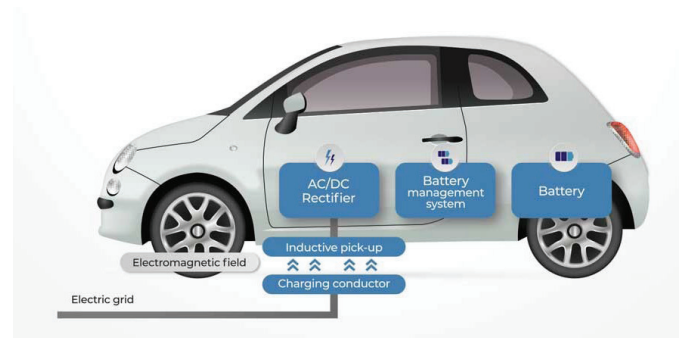 AC/DC
Rectifier
Battery
management
system
Battery
Inductive pick-up
Electromagnetic field
Charging conductor
Electric grid